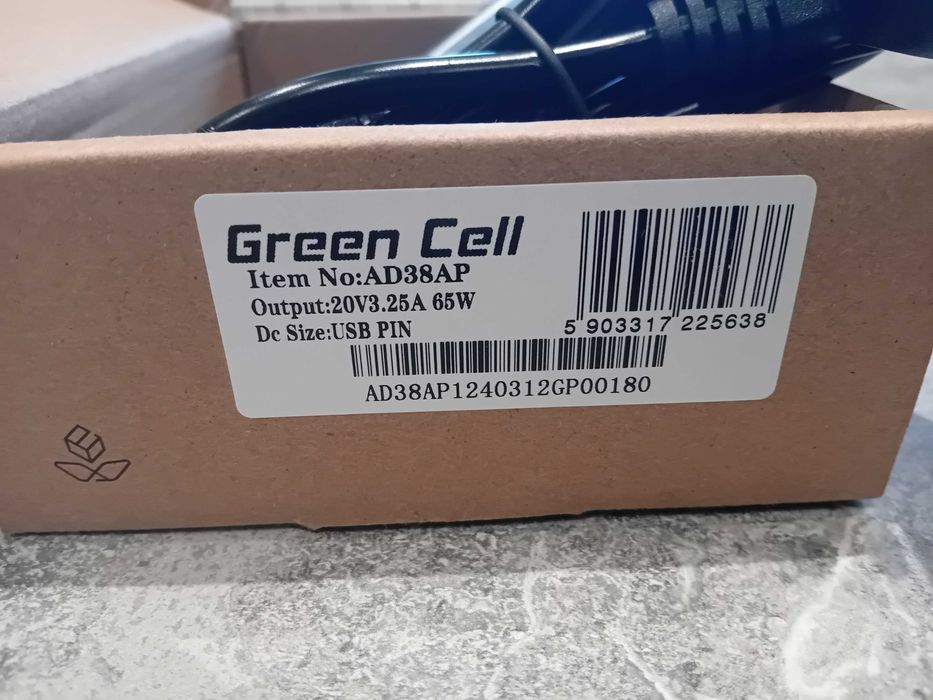 Green Cell
Item No:AD38AP
Output:20V3.25A 65W
Dc Size:USB PIN
5 903317 225638
AD38AP1240312GP00180